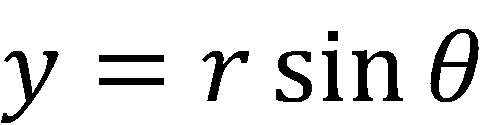 y = r sin θ